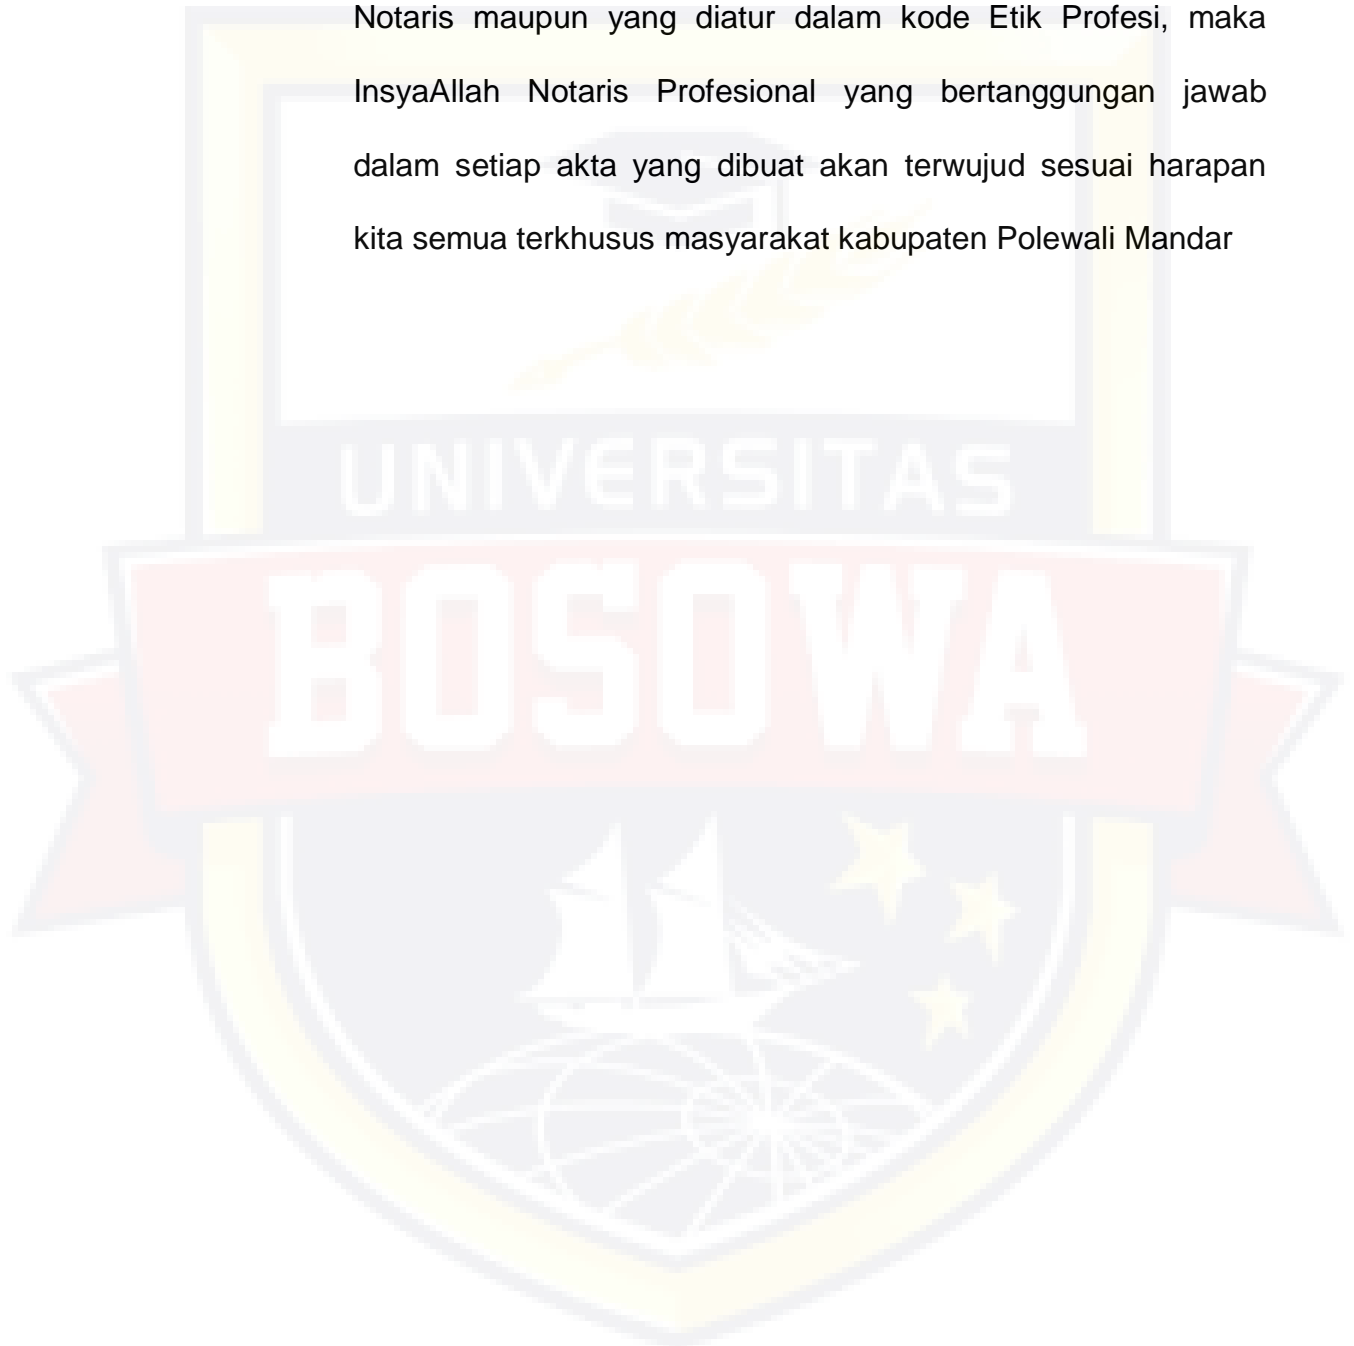 Notaris maupun yang diatur dalam kode Etik Profesi, maka
InsyaAllah Notaris Profesional yang bertanggungan jawab
dalam setiap akta yang dibuat akan terwujud sesuai harapan
kita semua terkhusus masyarakat kabupaten Polewali Mandar
UNIVERSITAS
BOSOWA